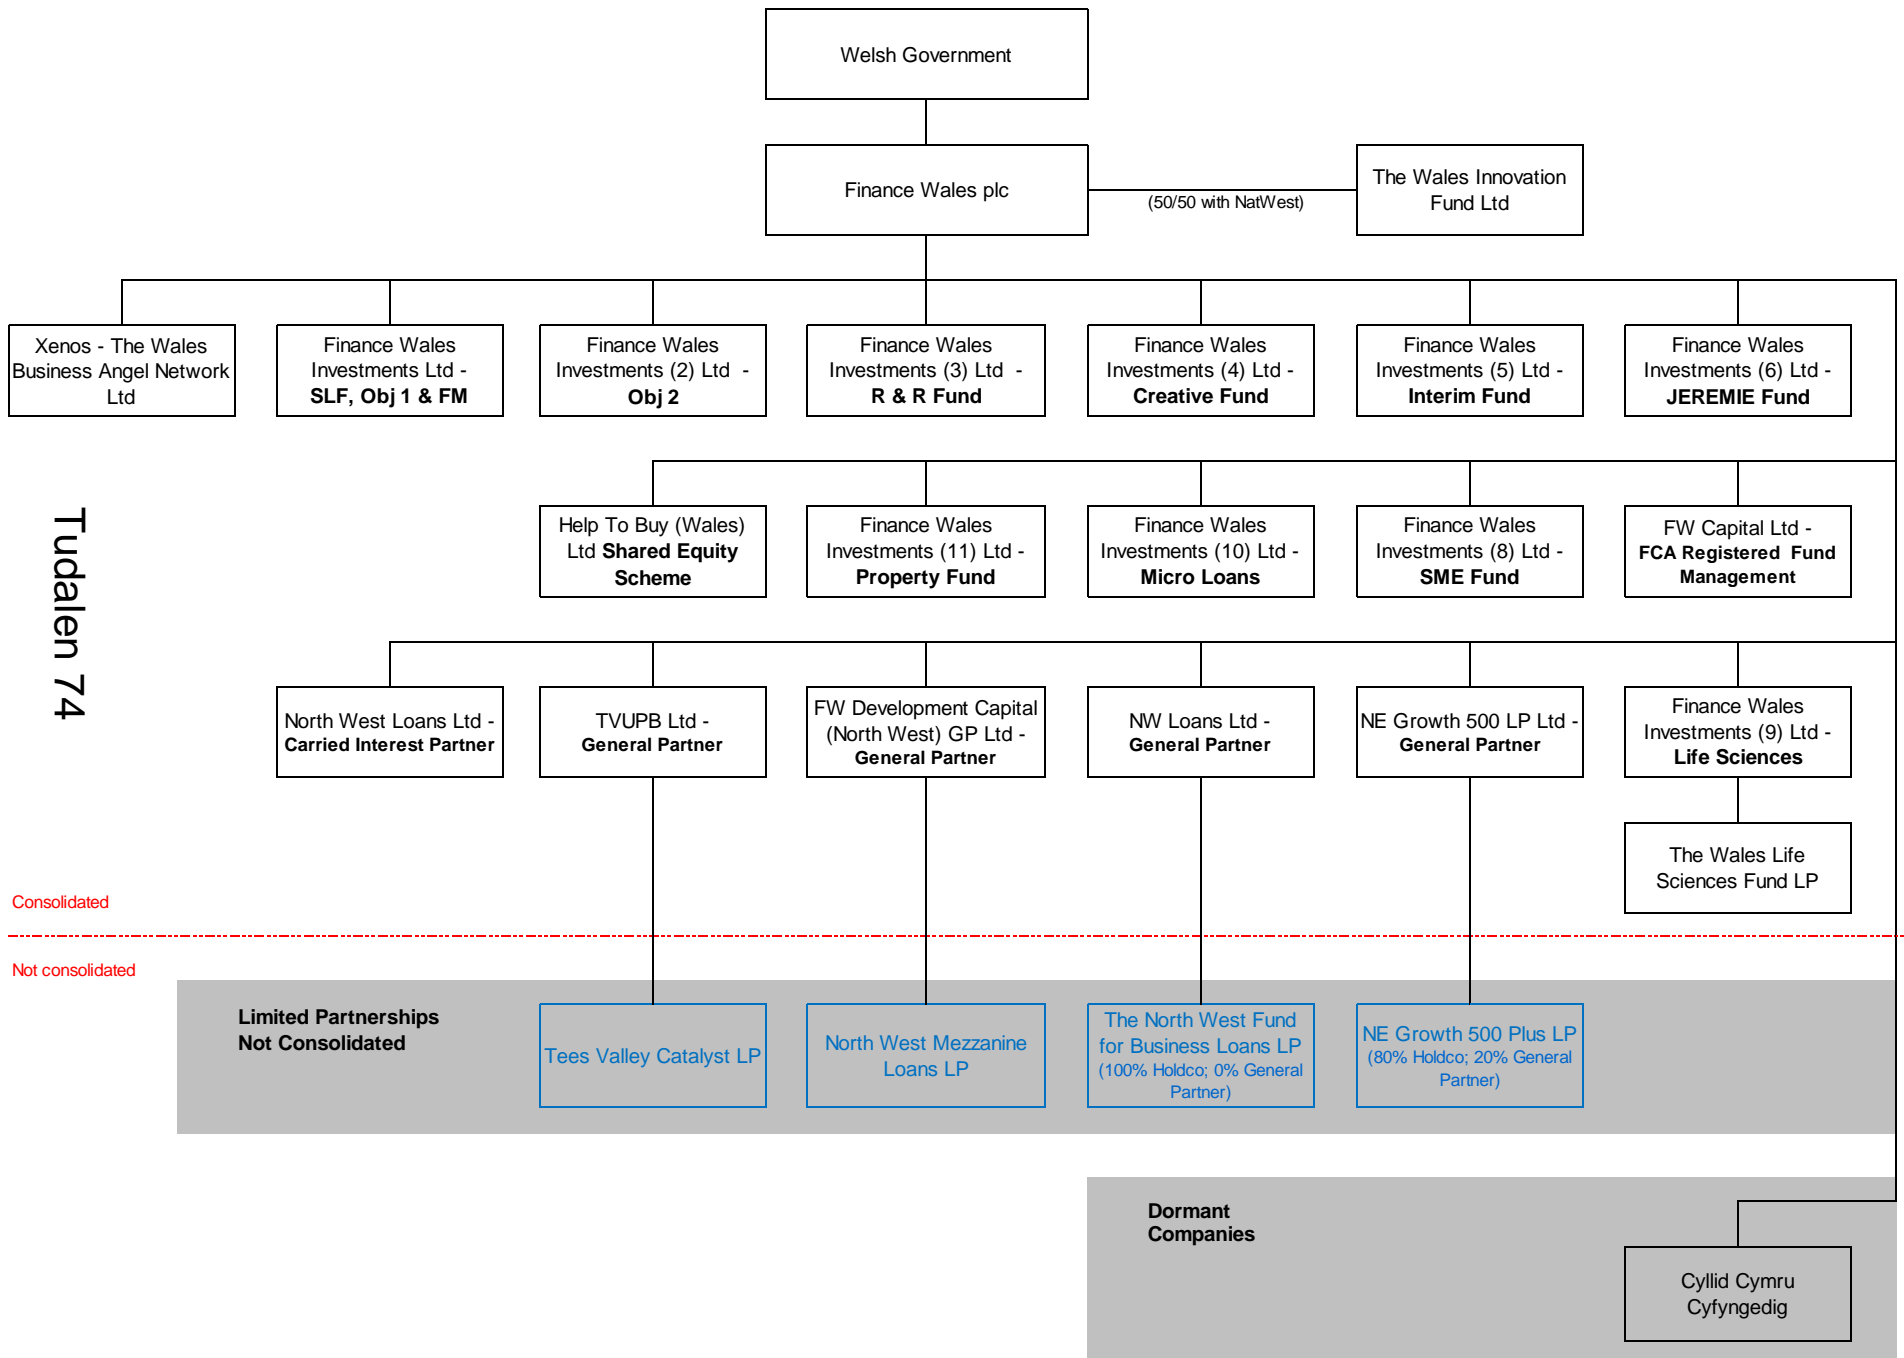 Welsh Government
Finance Wales plc
(50/50 with NatWest)
The Wales Innovation
Fund Ltd
Xenos - The Wales
Business Angel Network
Ltd
Finance Wales
Investments Ltd -
SLF, Obj 1 & FM
Finance Wales
Investments (2) Ltd -
Obj 2
Finance Wales
Investments (3) Ltd -
R & R Fund
Finance Wales
Investments (4) Ltd -
Creative Fund
Finance Wales
Investments (5) Ltd -
Interim Fund
Finance Wales
Investments (6) Ltd -
JEREMIE Fund
Tudalen 74
Help To Buy (Wales)
Ltd Shared Equity
Scheme
Finance Wales
Investments (11) Ltd -
Property Fund
Finance Wales
Investments (10) Ltd -
Micro Loans
Finance Wales
Investments (8) Ltd -
SME Fund
FW Capital Ltd -
FCA Registered Fund
Management
North West Loans Ltd -
Carried Interest Partner
TVUPB Ltd -
General Partner
FW Development Capital
(North West) GP Ltd -
General Partner
NW Loans Ltd -
General Partner
NE Growth 500 LP Ltd -
General Partner
Finance Wales
Investments (9) Ltd -
Life Sciences
The Wales Life
Sciences Fund LP
Consolidated
Not consolidated
Limited Partnerships
Not Consolidated
Tees Valley Catalyst LP
North West Mezzanine
Loans LP
The North West Fund
for Business Loans LP
(100% Holdco; 0% General
Partner)
NE Growth 500 Plus LP
(80% Holdco; 20% General
Partner)
Dormant
Companies
Cyllid Cymru
Cyfyngedig